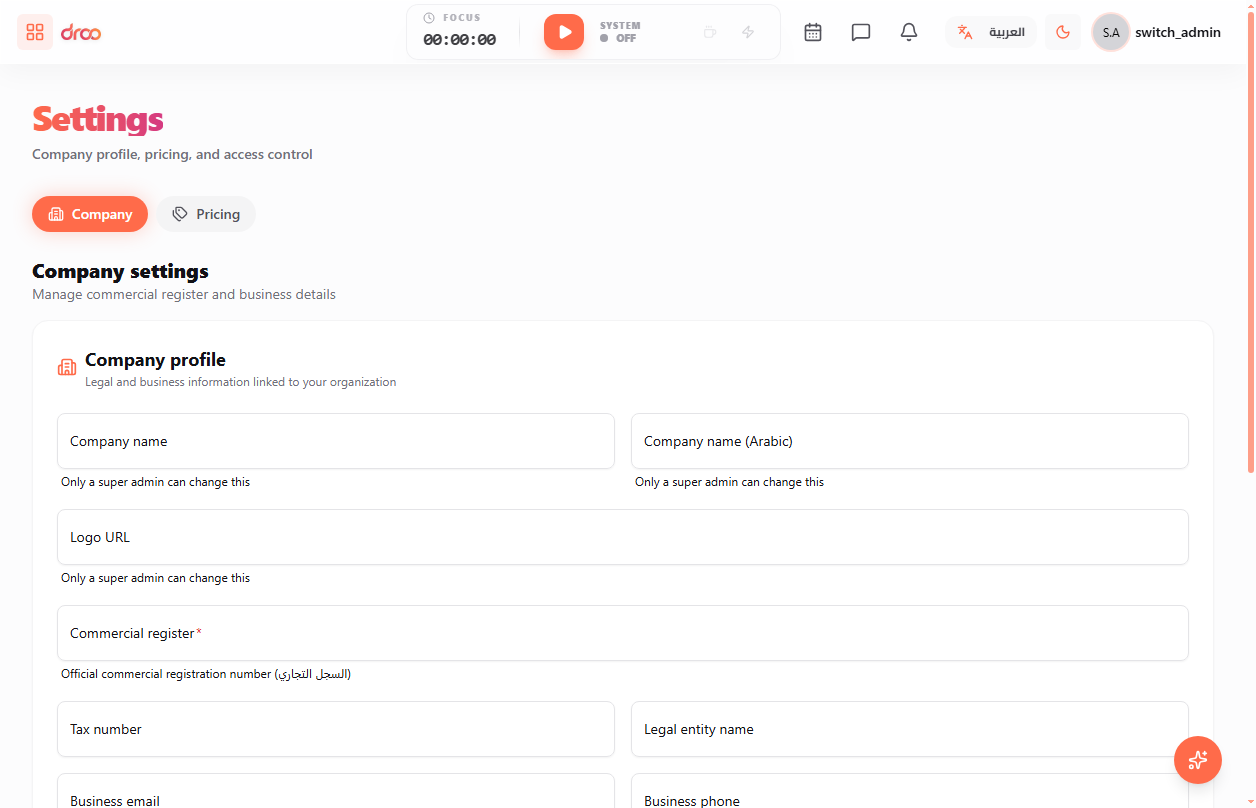 droo
FOCUS
00:00:00
SYSTEM
OFF
العربية
S.A
switch_admin
Settings
Company profile, pricing, and access control
Company
Pricing
Company settings
Manage commercial register and business details
Company profile
Legal and business information linked to your organization
Company name
Company name (Arabic)
Only a super admin can change this
Only a super admin can change this
Logo URL
Only a super admin can change this
Commercial register*
Official commercial registration number (السجل التجاري)
Tax number
Legal entity name
Business email
Business phone